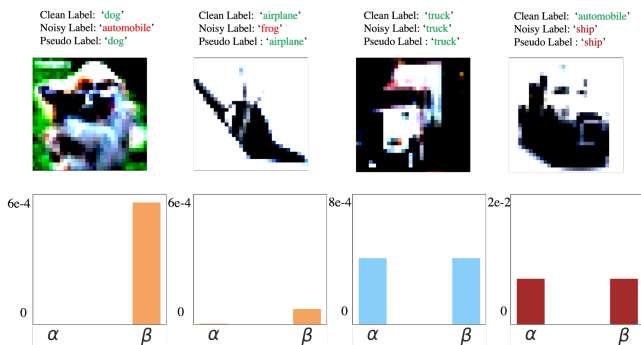 Clean Label: ‘dog’
Noisy Label: ‘automobile’
Pseudo Label: ‘dog’
Clean Label: ‘airplane’
Noisy Label: ‘frog’
Pseudo Label : ‘airplane’
Clean Label: ‘truck’
Noisy Label: ‘truck’
Pseudo Label : ‘truck’
Clean Label: ‘automobile’
Noisy Label: ‘ship’
Pseudo Label : ‘ship’
6e-4
0
α β
6e-4
0
α β
8e-4
0
α β
2e-2
0
α β